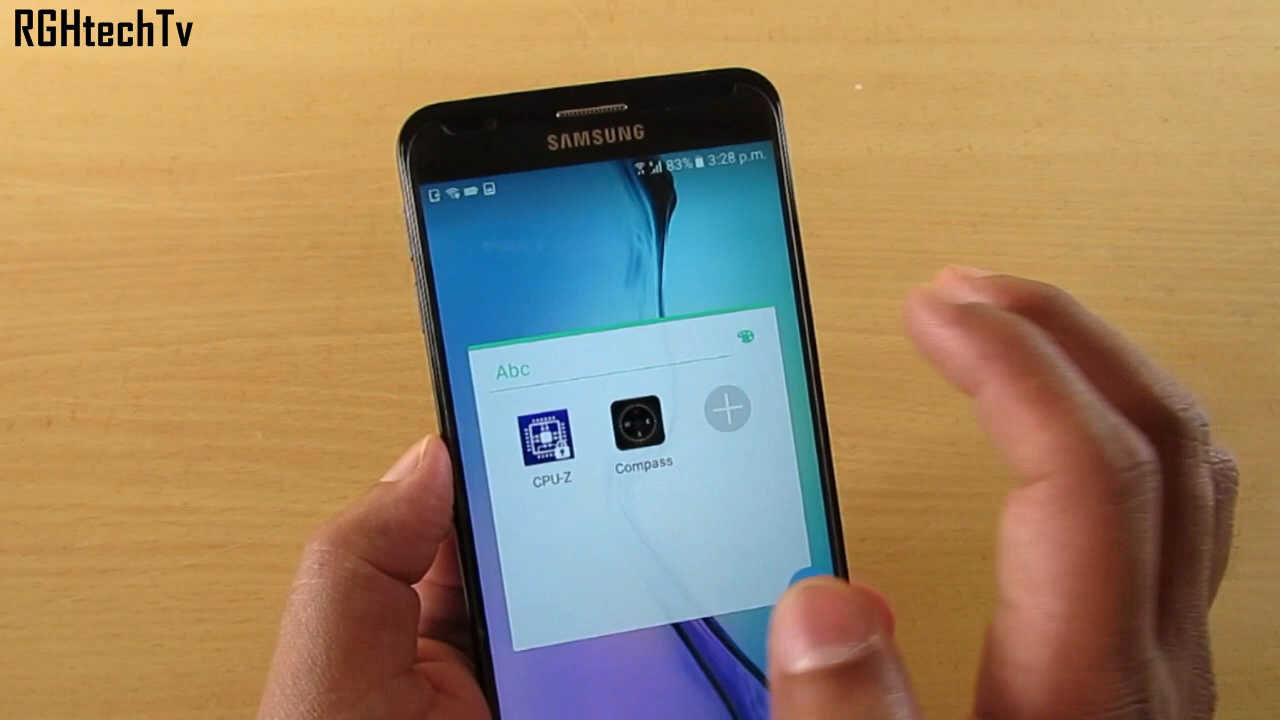 RGHtechTv
SAMSUNG
83% 3:28 p.m.
Abc
CPU-Z
Compass